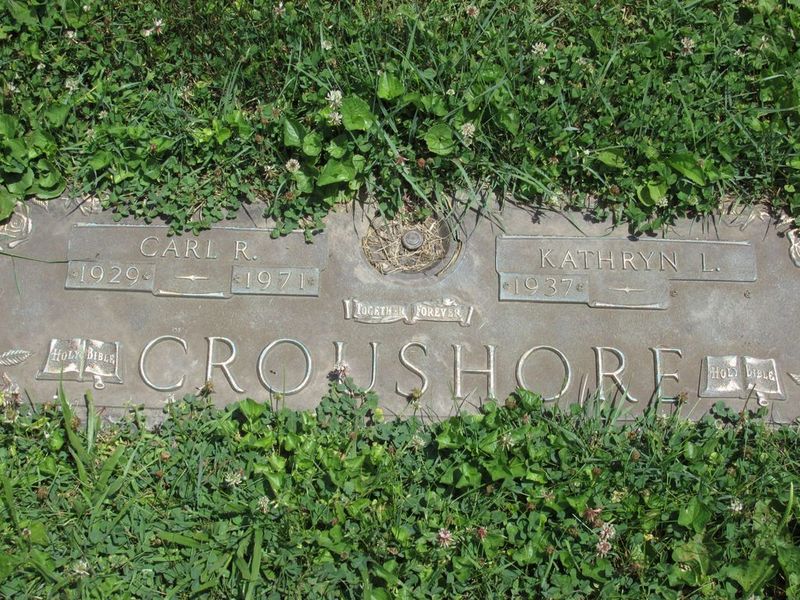 CARL R.
1929 1971
KATHRYN L.
1937
TOGETHER FOREVER
HOLY BIBLE
CROUSHORE
HOLY BIBLE